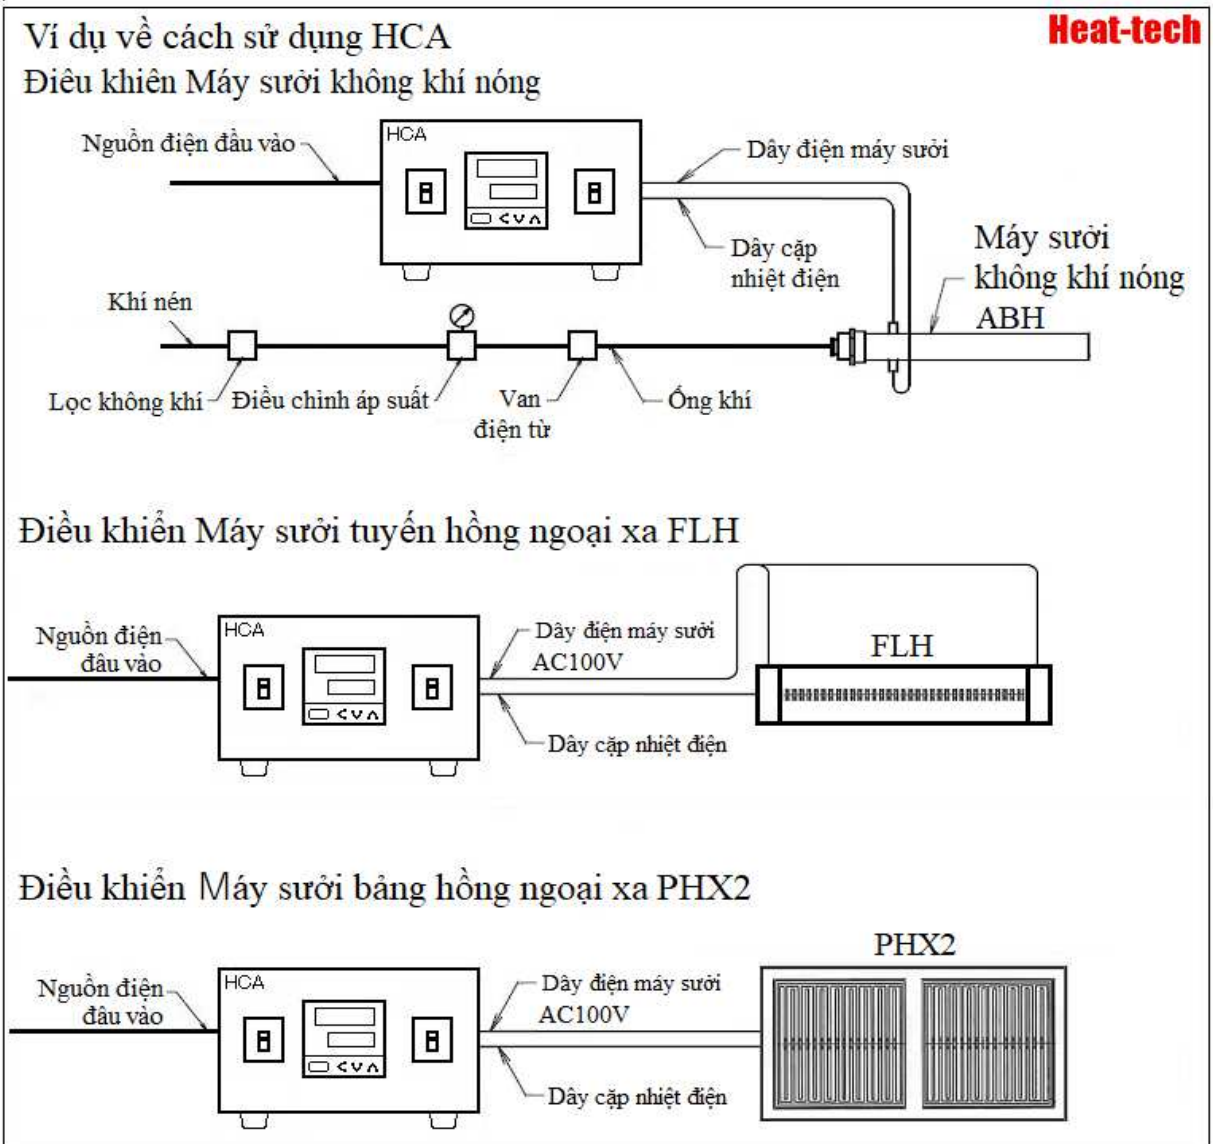 Ví dụ về cách sử dụng HCA
Heat-tech
Điêu khiên Máy sưởi không khí nóng
Nguồn điện đầu vào
HCA
Dây điện máy sưởi
Dây cặp
nhiệt điện
Máy sưởi
không khí nóng
ABH
Khí nén
Lọc không khí
Điều chỉnh áp suất
Van
điện từ
Ống khí
Điều khiển Máy sưởi tuyến hồng ngoại xa FLH
Nguồn điện
đâu vào
HCA
Dây điện máy sưởi
AC100V
FLH
Dây cặp nhiệt điện
Điều khiển Máy sưởi bảng hồng ngoại xa PHX2
Nguồn điện
đâu vào
HCA
Dây điện máy sưởi
AC100V
PHX2
Dây cặp nhiệt điện